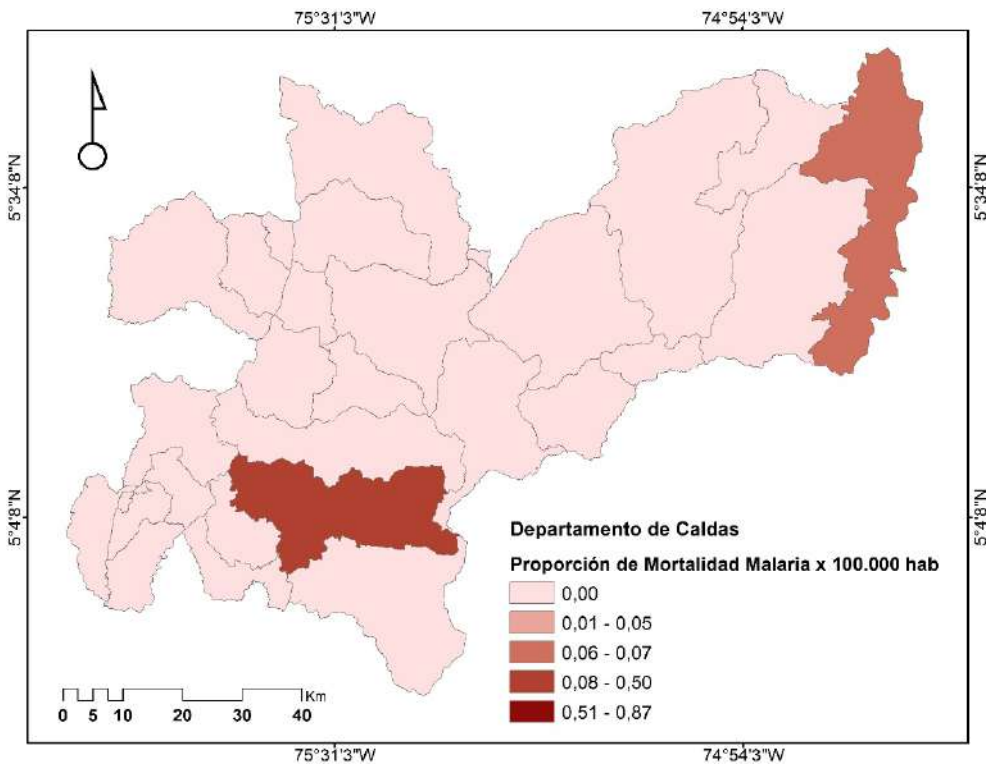 75°31'3"W
74°54'3"W
5°34'8"N
5°34'8"N
5°4'8"N
5°4'8"N
Departamento de Caldas
Proporción de Mortalidad Malaria x 100.000 hab
0,00
0,01 - 0,05
0,06 - 0,07
0,08 - 0,50
0,51 - 0,87
Km
0 5 10 20 30 40
75°31'3"W
74°54'3"W